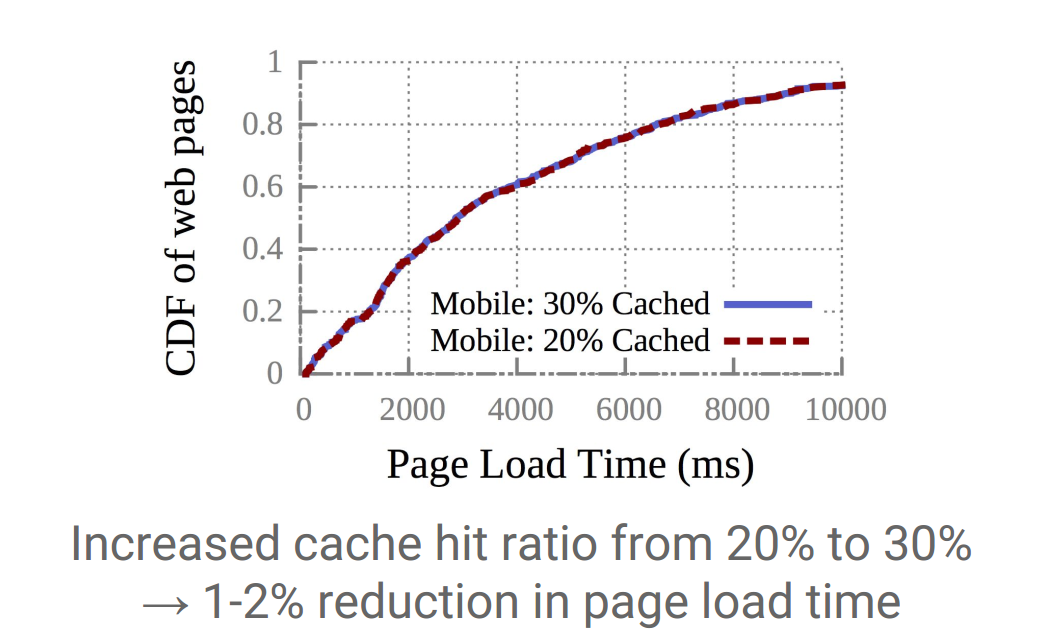 CDF of web pages
1
0.8
0.6
0.4
0.2
0
Mobile: 30% Cached
Mobile: 20% Cached
0 2000 4000 6000 8000 10000
Page Load Time (ms)
Increased cache hit ratio from 20% to 30%
→ 1-2% reduction in page load time